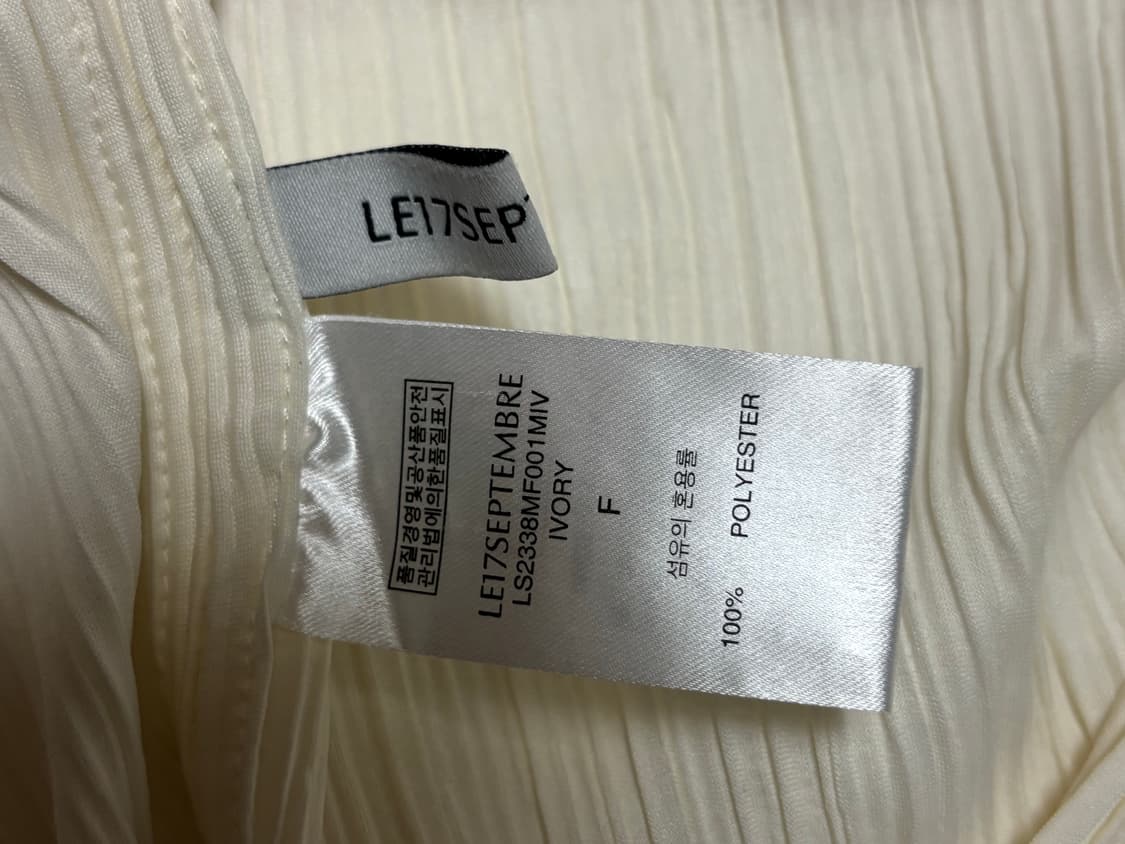 LE17SEPT
품질경영및공산품안전
관리법에의한품질표시
LE17SEPTEMBRE
LS2338MF001MIV
IVORY
F
섬유의 혼용률
100% POLYESTER